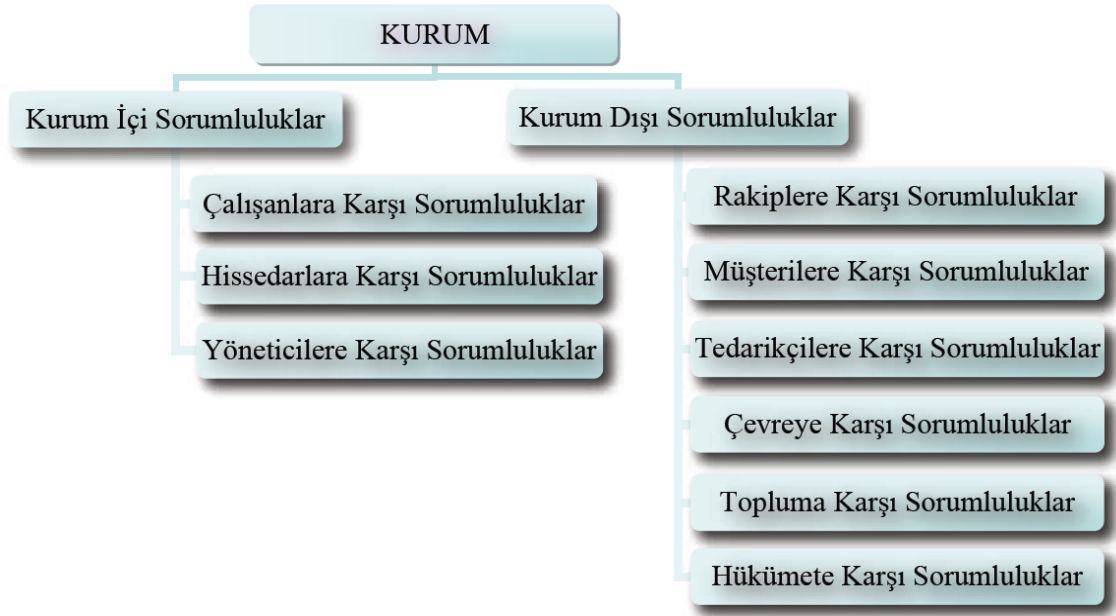 KURUM
Kurum İçi Sorumluluklar
Çalışanlara Karşı Sorumluluklar
Hissedarlara Karşı Sorumluluklar
Yöneticilere Karşı Sorumluluklar
Kurum Dışı Sorumluluklar
Rakiplere Karşı Sorumluluklar
Müşterilere Karşı Sorumluluklar
Tedarikçilere Karşı Sorumluluklar
Çevreye Karşı Sorumluluklar
Topluma Karşı Sorumluluklar
Hükümete Karşı Sorumluluklar